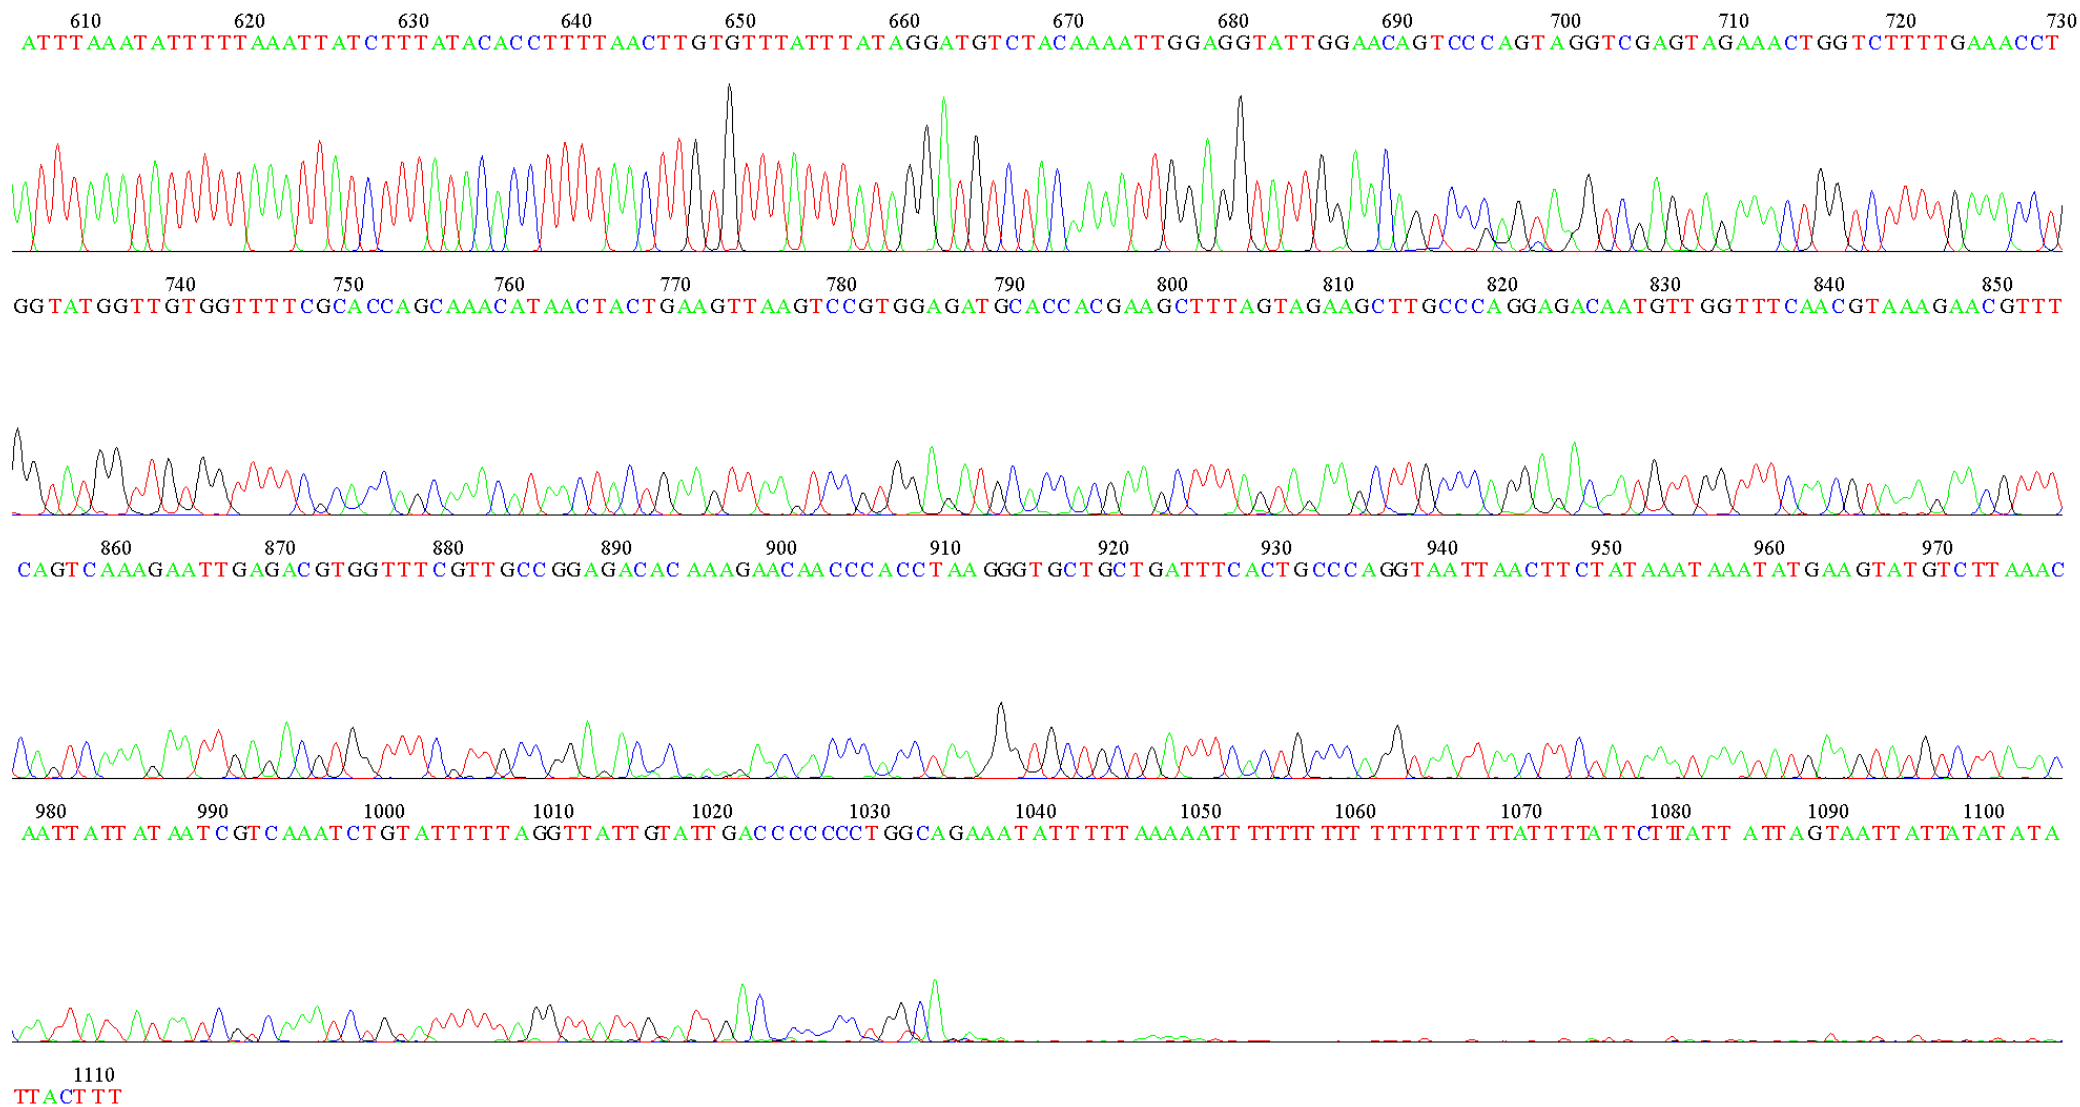 610 620 630 640 650 660 670 680 690 700 710 720 730
ATTTAAATATTTTTAAATTATCTTTATACACCTTTTAACTTGTGTTTATTTATAGGATGTCTACAAAATTGGAGGTATTGGAACAGTCCCAGTAGGTCGAGTAGAAACTGGTCTTTTGAAACCT
740 750 760 770 780 790 800 810 820 830 840 850
GGTATGGTTGTGGTTTTCGCACCAGCAAACATAACTACTGAAGTTAAGTCCGTGGAGATGCACCACGAAGCTTTAGTAGAAGCTTGCCCAGGAGACAATGTTGGTTTCAACGTAAAGAACGTTT
860 870 880 890 900 910 920 930 940 950 960 970
CAGTCAAAGAATTGAGACGTGGTTTCGTTGCCGGAGACACAAAGAACAACCCACCTAAGGGTGCTGCTGATTTCACTGCCCAGGTAATTAACTTCTATAAATAAATATGAAGTATGTCTTAAAC
980 990 1000 1010 1020 1030 1040 1050 1060 1070 1080 1090 1100
AATTATTATAATCGTCAAATCTGTATTTTTAGGTTATTGTATTGACCCCCCCTGGCAGAAATATTTTTAAAAATTTTTTTTTTTTTTTTTTTTATTTTATTCTTTATTATTAGTAATTATTATATATA
1110
TTACTTT